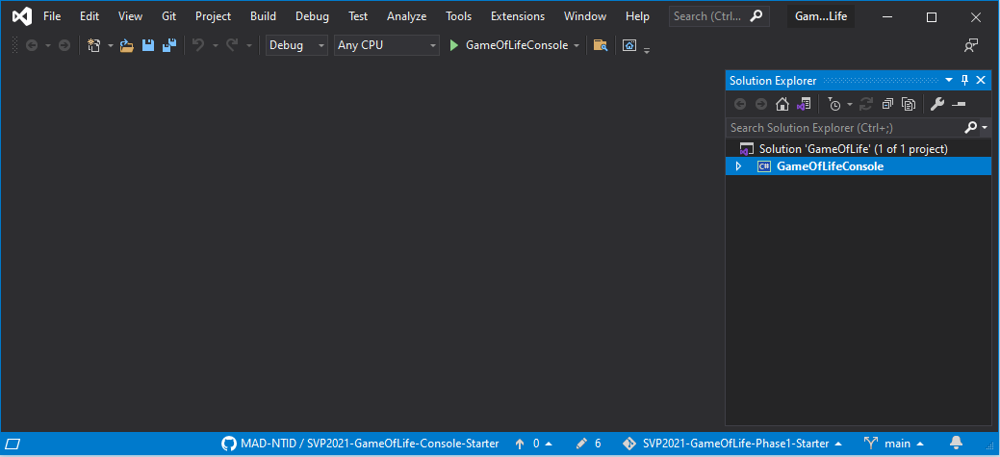 File Edit View Git Project Build Debug Test Analyze Tools Extensions Window Help Search (Ctrl... Gam...Life
Debug Any CPU GameOfLifeConsole
Solution Explorer
Search Solution Explorer (Ctrl+;)
Solution 'GameOfLife' (1 of 1 project)
C# GameOfLifeConsole
MAD-NTID / SVP2021-GameOfLife-Console-Starter 0 6 SVP2021-GameOfLife-Phase1-Starter main